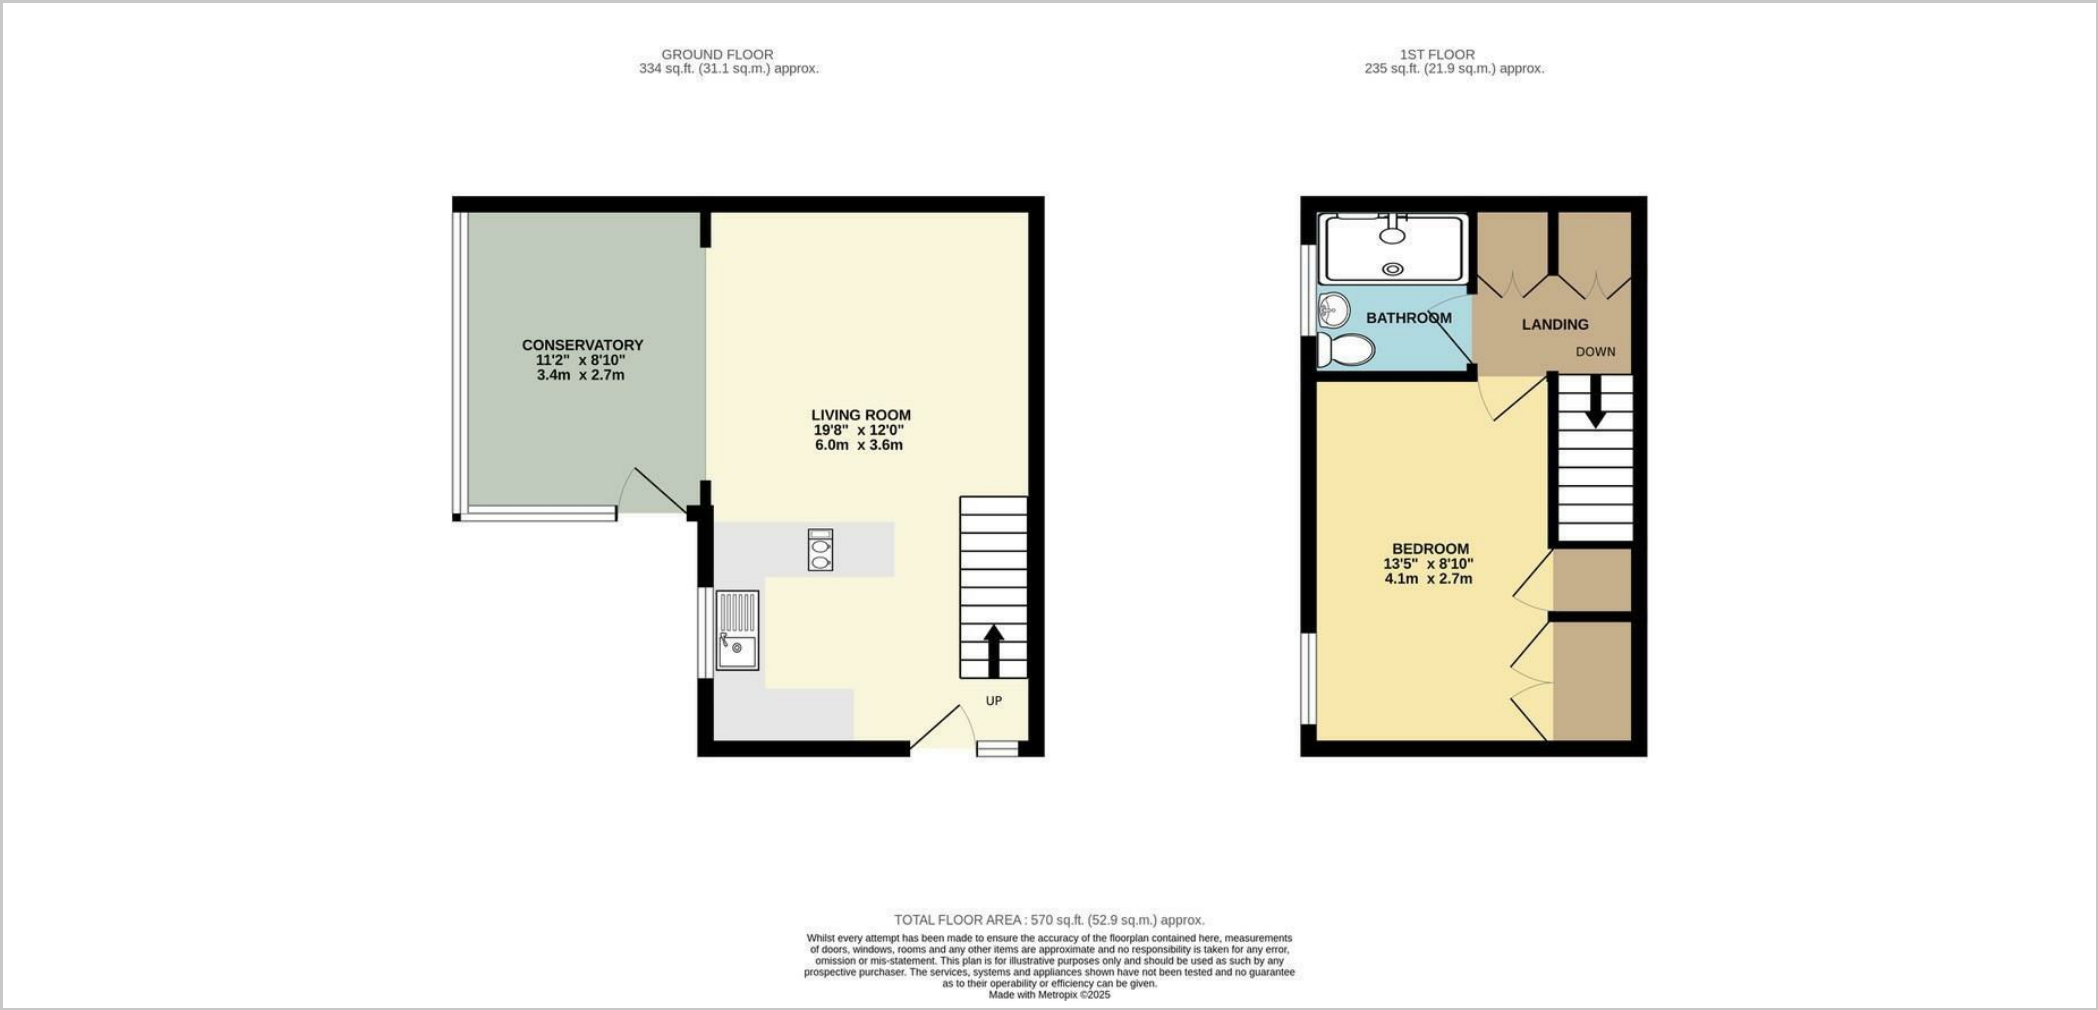 GROUND FLOOR
334 sq.ft. (31.1 sq.m.) approx.
1ST FLOOR
235 sq.ft. (21.9 sq.m.) approx.
CONSERVATORY
11'2" x 8'10"
3.4m x 2.7m
LIVING ROOM
19'8" x 12'0"
6.0m x 3.6m
UP
BATHROOM
LANDING
DOWN
BEDROOM
13'5" x 8'10"
4.1m x 2.7m
TOTAL FLOOR AREA : 570 sq.ft. (52.9 sq.m.) approx.
Whilst every attempt has been made to ensure the accuracy of the floorplan contained here, measurements
of doors, windows, rooms and any other items are approximate and no responsibility is taken for any error,
omission or mis-statement. This plan is for illustrative purposes only and should be used as such by any
prospective purchaser. The services, systems and appliances shown have not been tested and no guarantee
as to their operability or efficiency can be given.
Made with Metropix ©2025